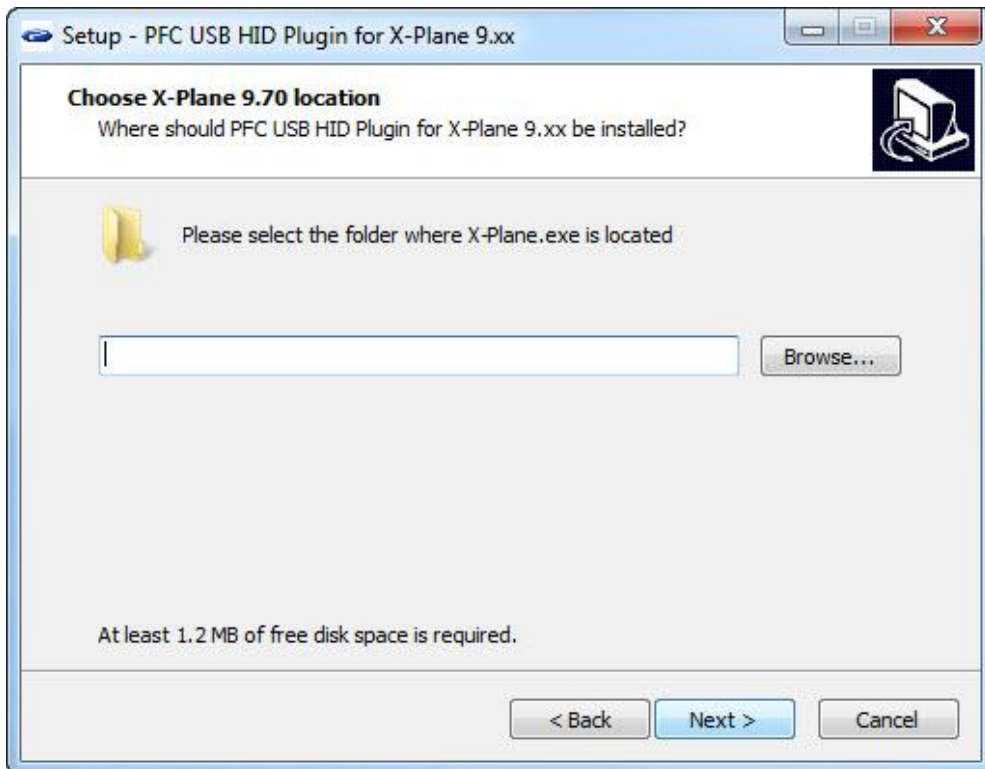 Setup - PFC USB HID Plugin for X-Plane 9.xx
Choose X-Plane 9.70 location
Where should PFC USB HID Plugin for X-Plane 9.xx be installed?
Please select the folder where X-Plane.exe is located
Browse...
At least 1.2 MB of free disk space is required.
< Back Next > Cancel